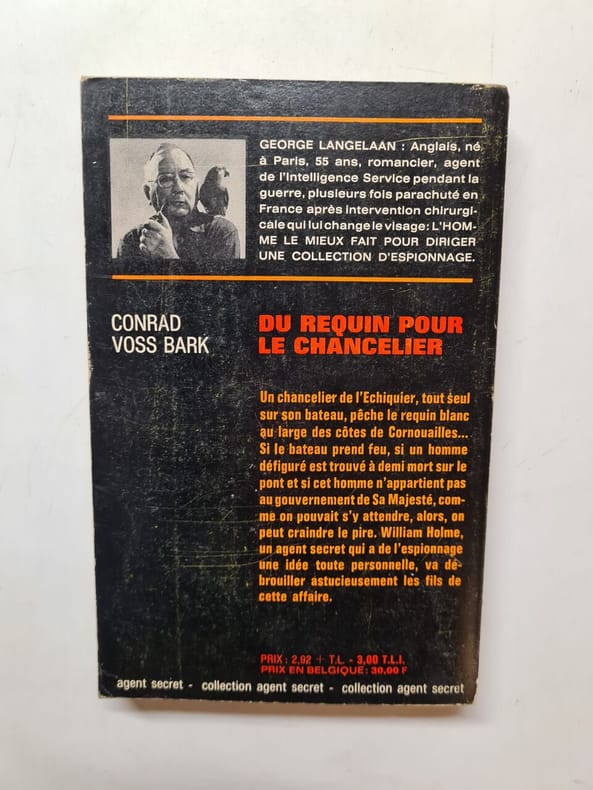 GEORGE LANGELAAN : Anglais, né
à Paris, 55 ans, romancier, agent
de l'Intelligence Service pendant la
guerre, plusieurs fois parachuté en
France après intervention chirurgi-
cale qui lui change le visage: L'HOM-
ME LE MIEUX FAIT POUR DIRIGER
UNE COLLECTION D'ESPIONNAGE.
CONRAD
VOSS BARK
DU REQUIN POUR
LE CHANCELIER
Un chancelier de l'Echiquier, tout seul
sur son bateau, pêche le requin blanc
au large des côtes de Cornouailles...
Si le bateau prend feu, si un homme
défiguré est trouvé à demi mort sur le
pont et si cet homme n'appartient pas
au gouvernement de Sa Majesté, com-
me on pouvait s'y attendre, alors, on
peut craindre le pire. William Holme,
un agent secret qui a de l'espionnage
une idée toute personnelle, va dé-
brouiller astucieusement les fils de
cette affaire.
PRIX : 2,92 + T.L. - 3,00 T.L.I.
PRIX EN BELGIQUE: 30,00 F
agent secret - collection agent secret - collection agent secret